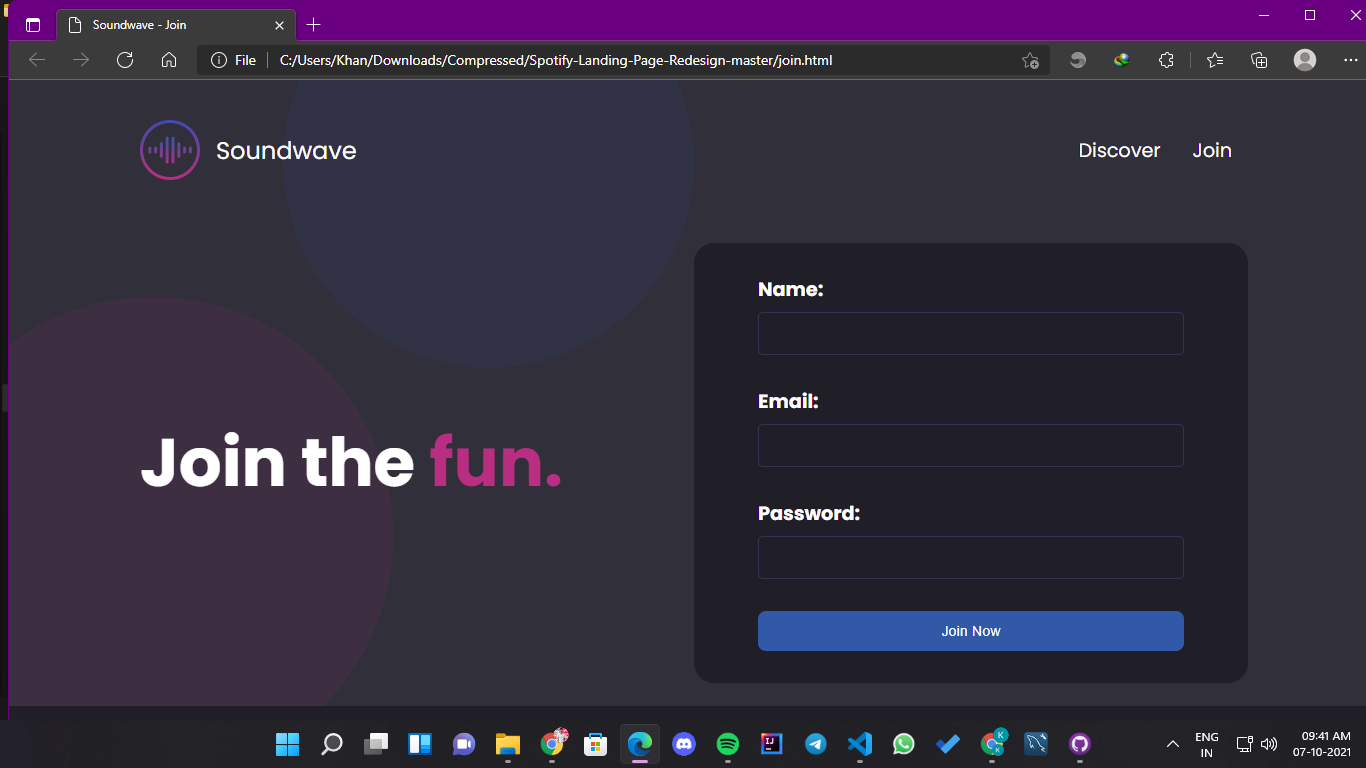 Soundwave - Join
File
C:/Users/Khan/Downloads/Compressed/Spotify-Landing-Page-Redesign-master/join.html
Soundwave
Discover
Join
Name:
Email:
Join the fun.
Password:
Join Now
IJ
K
K
ENG
IN
09:41 AM
07-10-2021